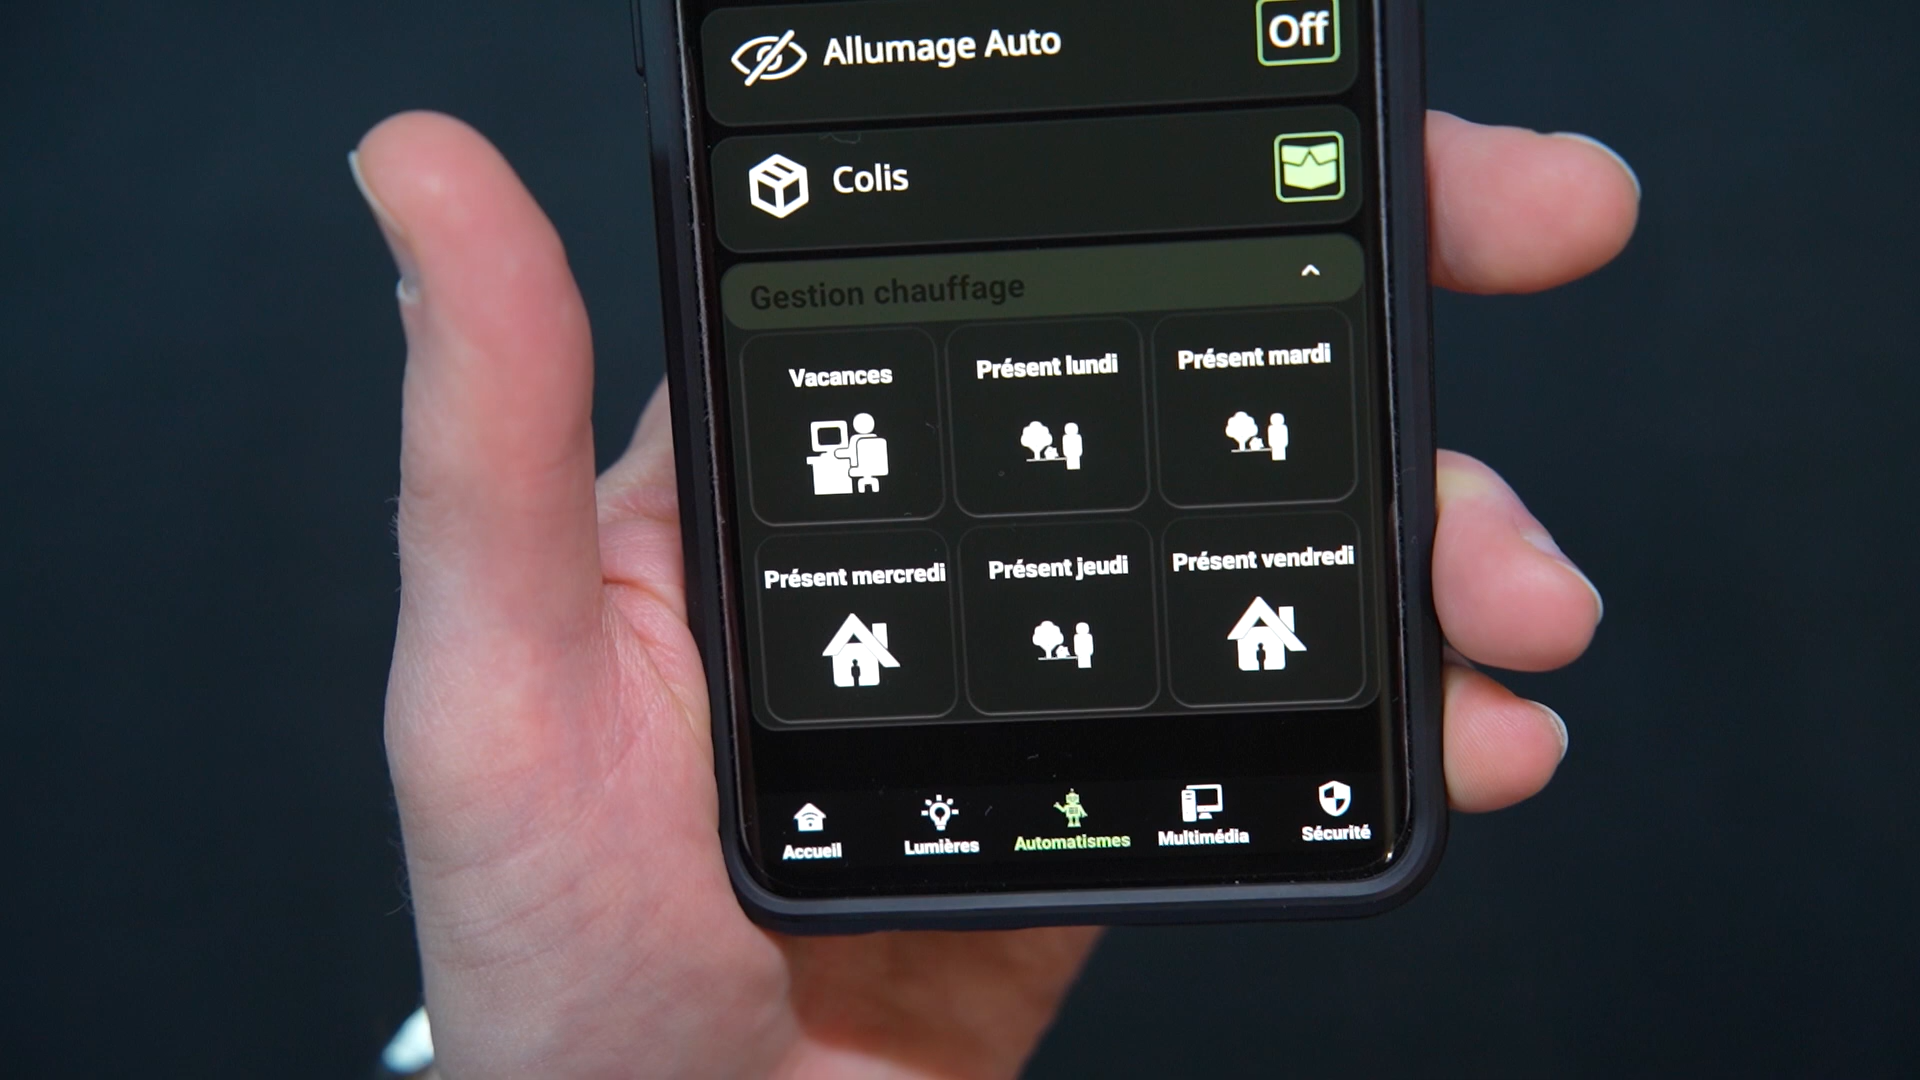 Allumage Auto
Off
Colis
Gestion chauffage
Vacances
Présent lundi
Présent mardi
Présent mercredi
Présent jeudi
Présent vendredi
Accueil
Lumières
Automatismes
Multimédia
Sécurité